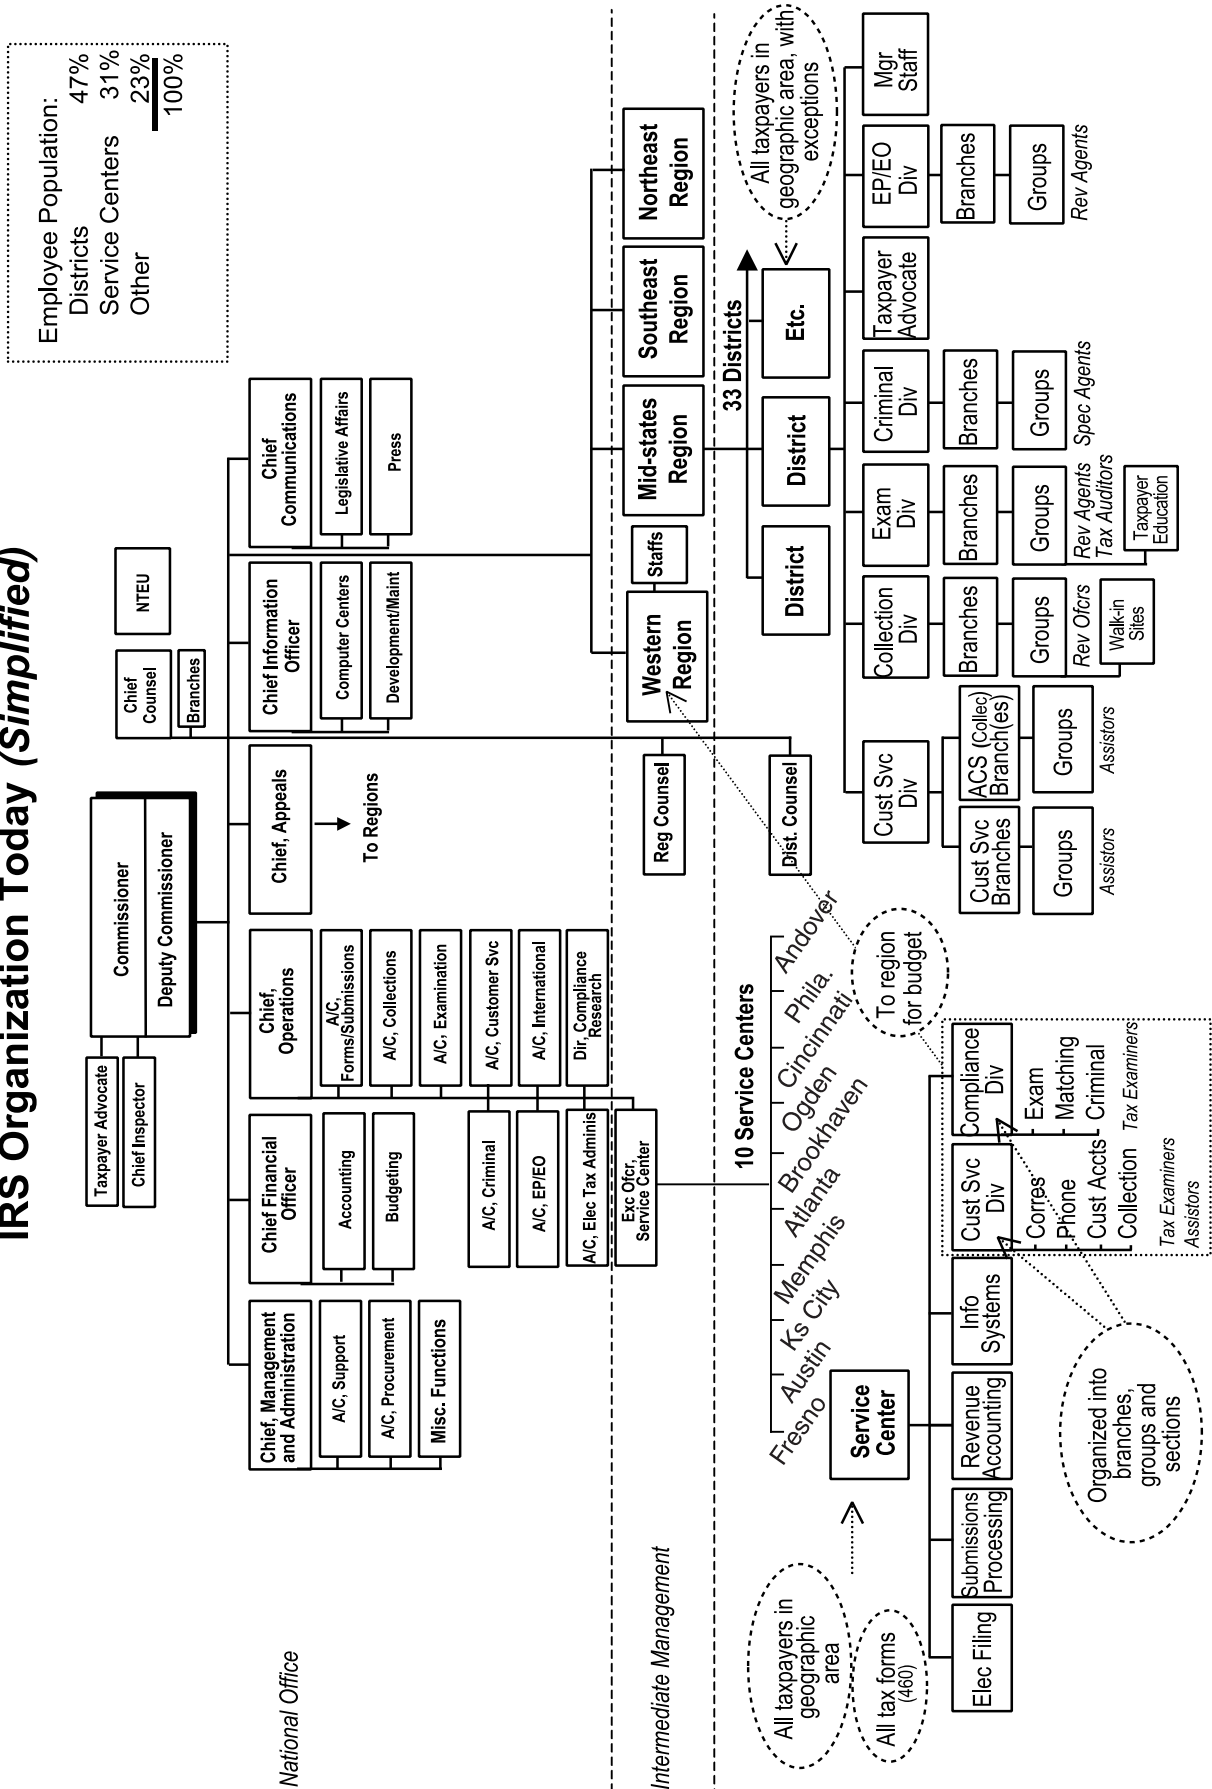 IRS Organization Today (Simplified)
Employee Population:
Districts 47%
Service Centers 31%
Other 23%
100%
Commissioner
Deputy Commissioner
Taxpayer Advocate
Chief Inspector
Chief
Counsel
Branches
NTEU
National Office
Chief, Management
and Administration
A/C, Support
A/C, Procurement
Misc. Functions
Chief Financial
Officer
Accounting
Budgeting
Chief,
Operations
A/C,
Forms/Submissions
A/C, Collections
A/C, Examination
A/C, Customer Svc
A/C, International
Dir, Compliance
Research
A/C, Criminal
A/C, EP/EO
A/C, Elec Tax Adminis
Exc Ofcr,
Service Center
Chief, Appeals
To Regions
Chief Information
Officer
Computer Centers
Development/Maint
Chief
Communications
Legislative Affairs
Press
Intermediate Management
Reg Counsel
Western
Region
Staffs
Mid-states
Region
Southeast
Region
Northeast
Region
10 Service Centers
Fresno
Austin
Ks City
Memphis
Atlanta
Brookhaven
Ogden
Cincinnati
Phila.
Andover
Dist. Counsel
33 Districts
District
District
Etc.
All taxpayers in
geographic area, with
exceptions
All taxpayers in
geographic
area
All tax forms
(460)
Service
Center
To region
for budget
Elec Filing
Submissions
Processing
Revenue
Accounting
Info
Systems
Cust Svc
Div
Corres
Phone
Cust Accts
Collection
Tax Examiners
Assistors
Compliance
Div
Exam
Matching
Criminal
Tax Examiners
Organized into
branches,
groups and
sections
Cust Svc
Div
Cust Svc
Branches
Groups
Assistors
ACS (Collec)
Branch(es)
Groups
Assistors
Collection
Div
Branches
Groups
Rev Ofcrs
Walk-in
Sites
Exam
Div
Branches
Groups
Rev Agents
Tax Auditors
Taxpayer
Education
Criminal
Div
Branches
Groups
Spec Agents
Taxpayer
Advocate
EP/EO
Div
Branches
Groups
Rev Agents
Mgr
Staff